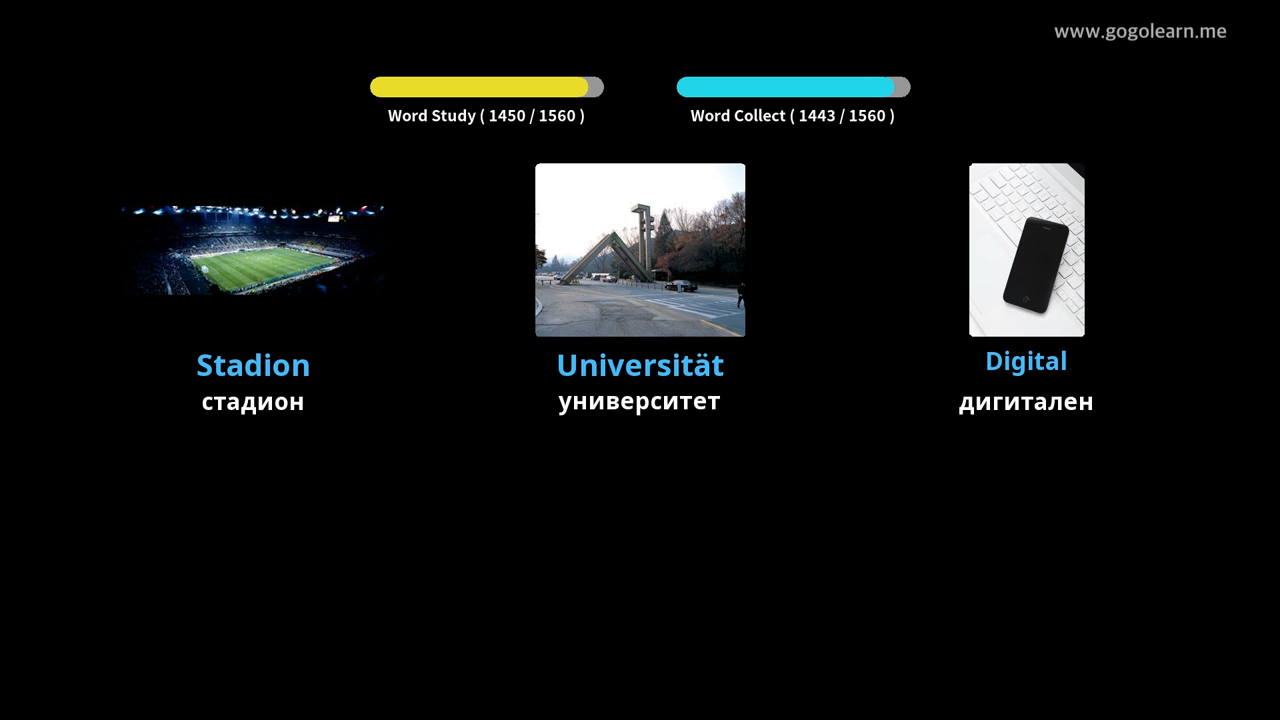 www.gogolearn.me
Word Study ( 1450 / 1560 )
Word Collect ( 1443 / 1560 )
Stadion
стадион
Universität
университет
Digital
дигитален